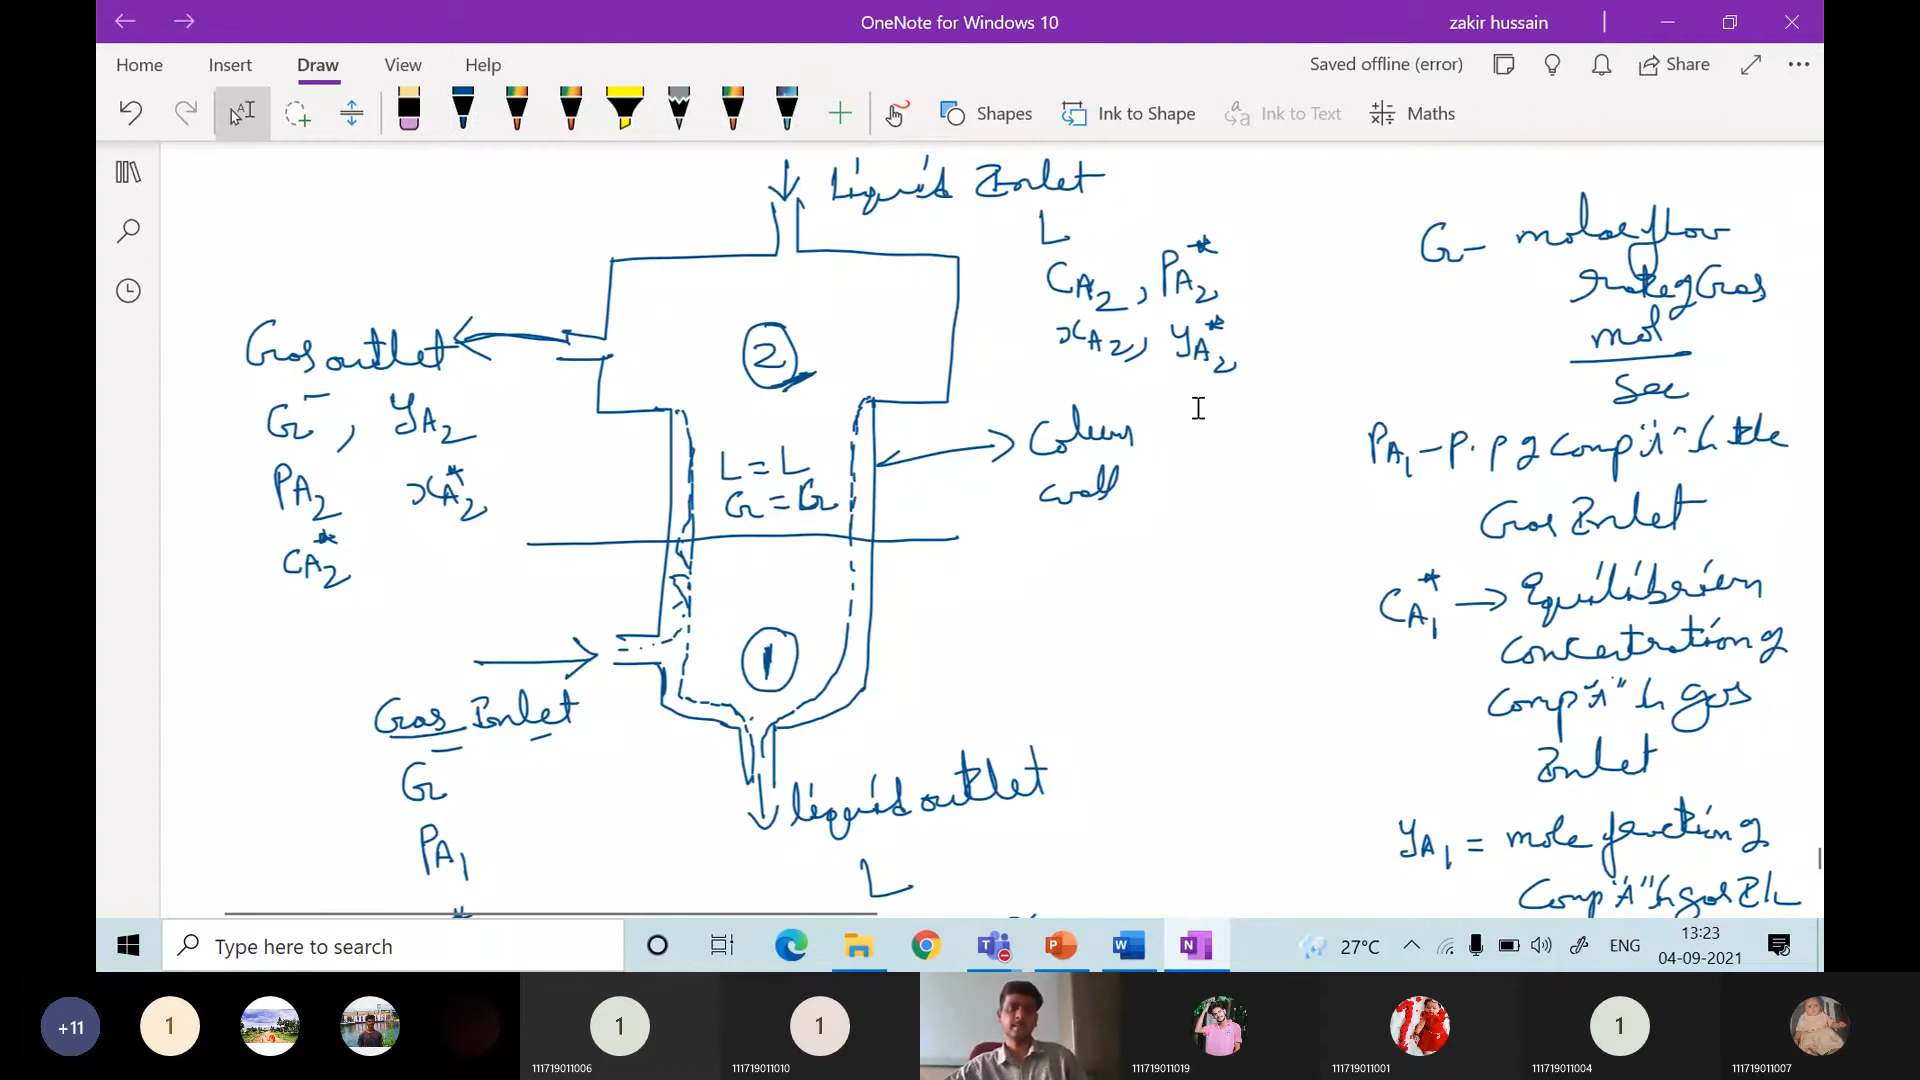 OneNote for Windows 10
zakir hussain
Home
Insert
Draw
View
Help
Saved offline (error)
Share
Shapes
Ink to Shape
Ink to Text
Maths
Liquid Inlet
L
CA2, PA2*
xA2, yA2*
Gas outlet
G, yA2
PA2 xA2*
CA2*
2
L = L
G = G
Column
wall
1
Gas Inlet
G
PA1
*
liquid outlet
L
G - molar flow
rate of Gas
mol
sec
PA1 - p.p of comp "A" in the
Gas Inlet
CA1* → Equilibrium
concentration of
comp "A" in gas
Inlet
yA1 = mole fraction of
Comp "A" in gas
Type here to search
27°C
ENG
13:23
04-09-2021
+11
1
1
1
1
111719011006
111719011010
111719011019
111719011001
111719011004
111719011007